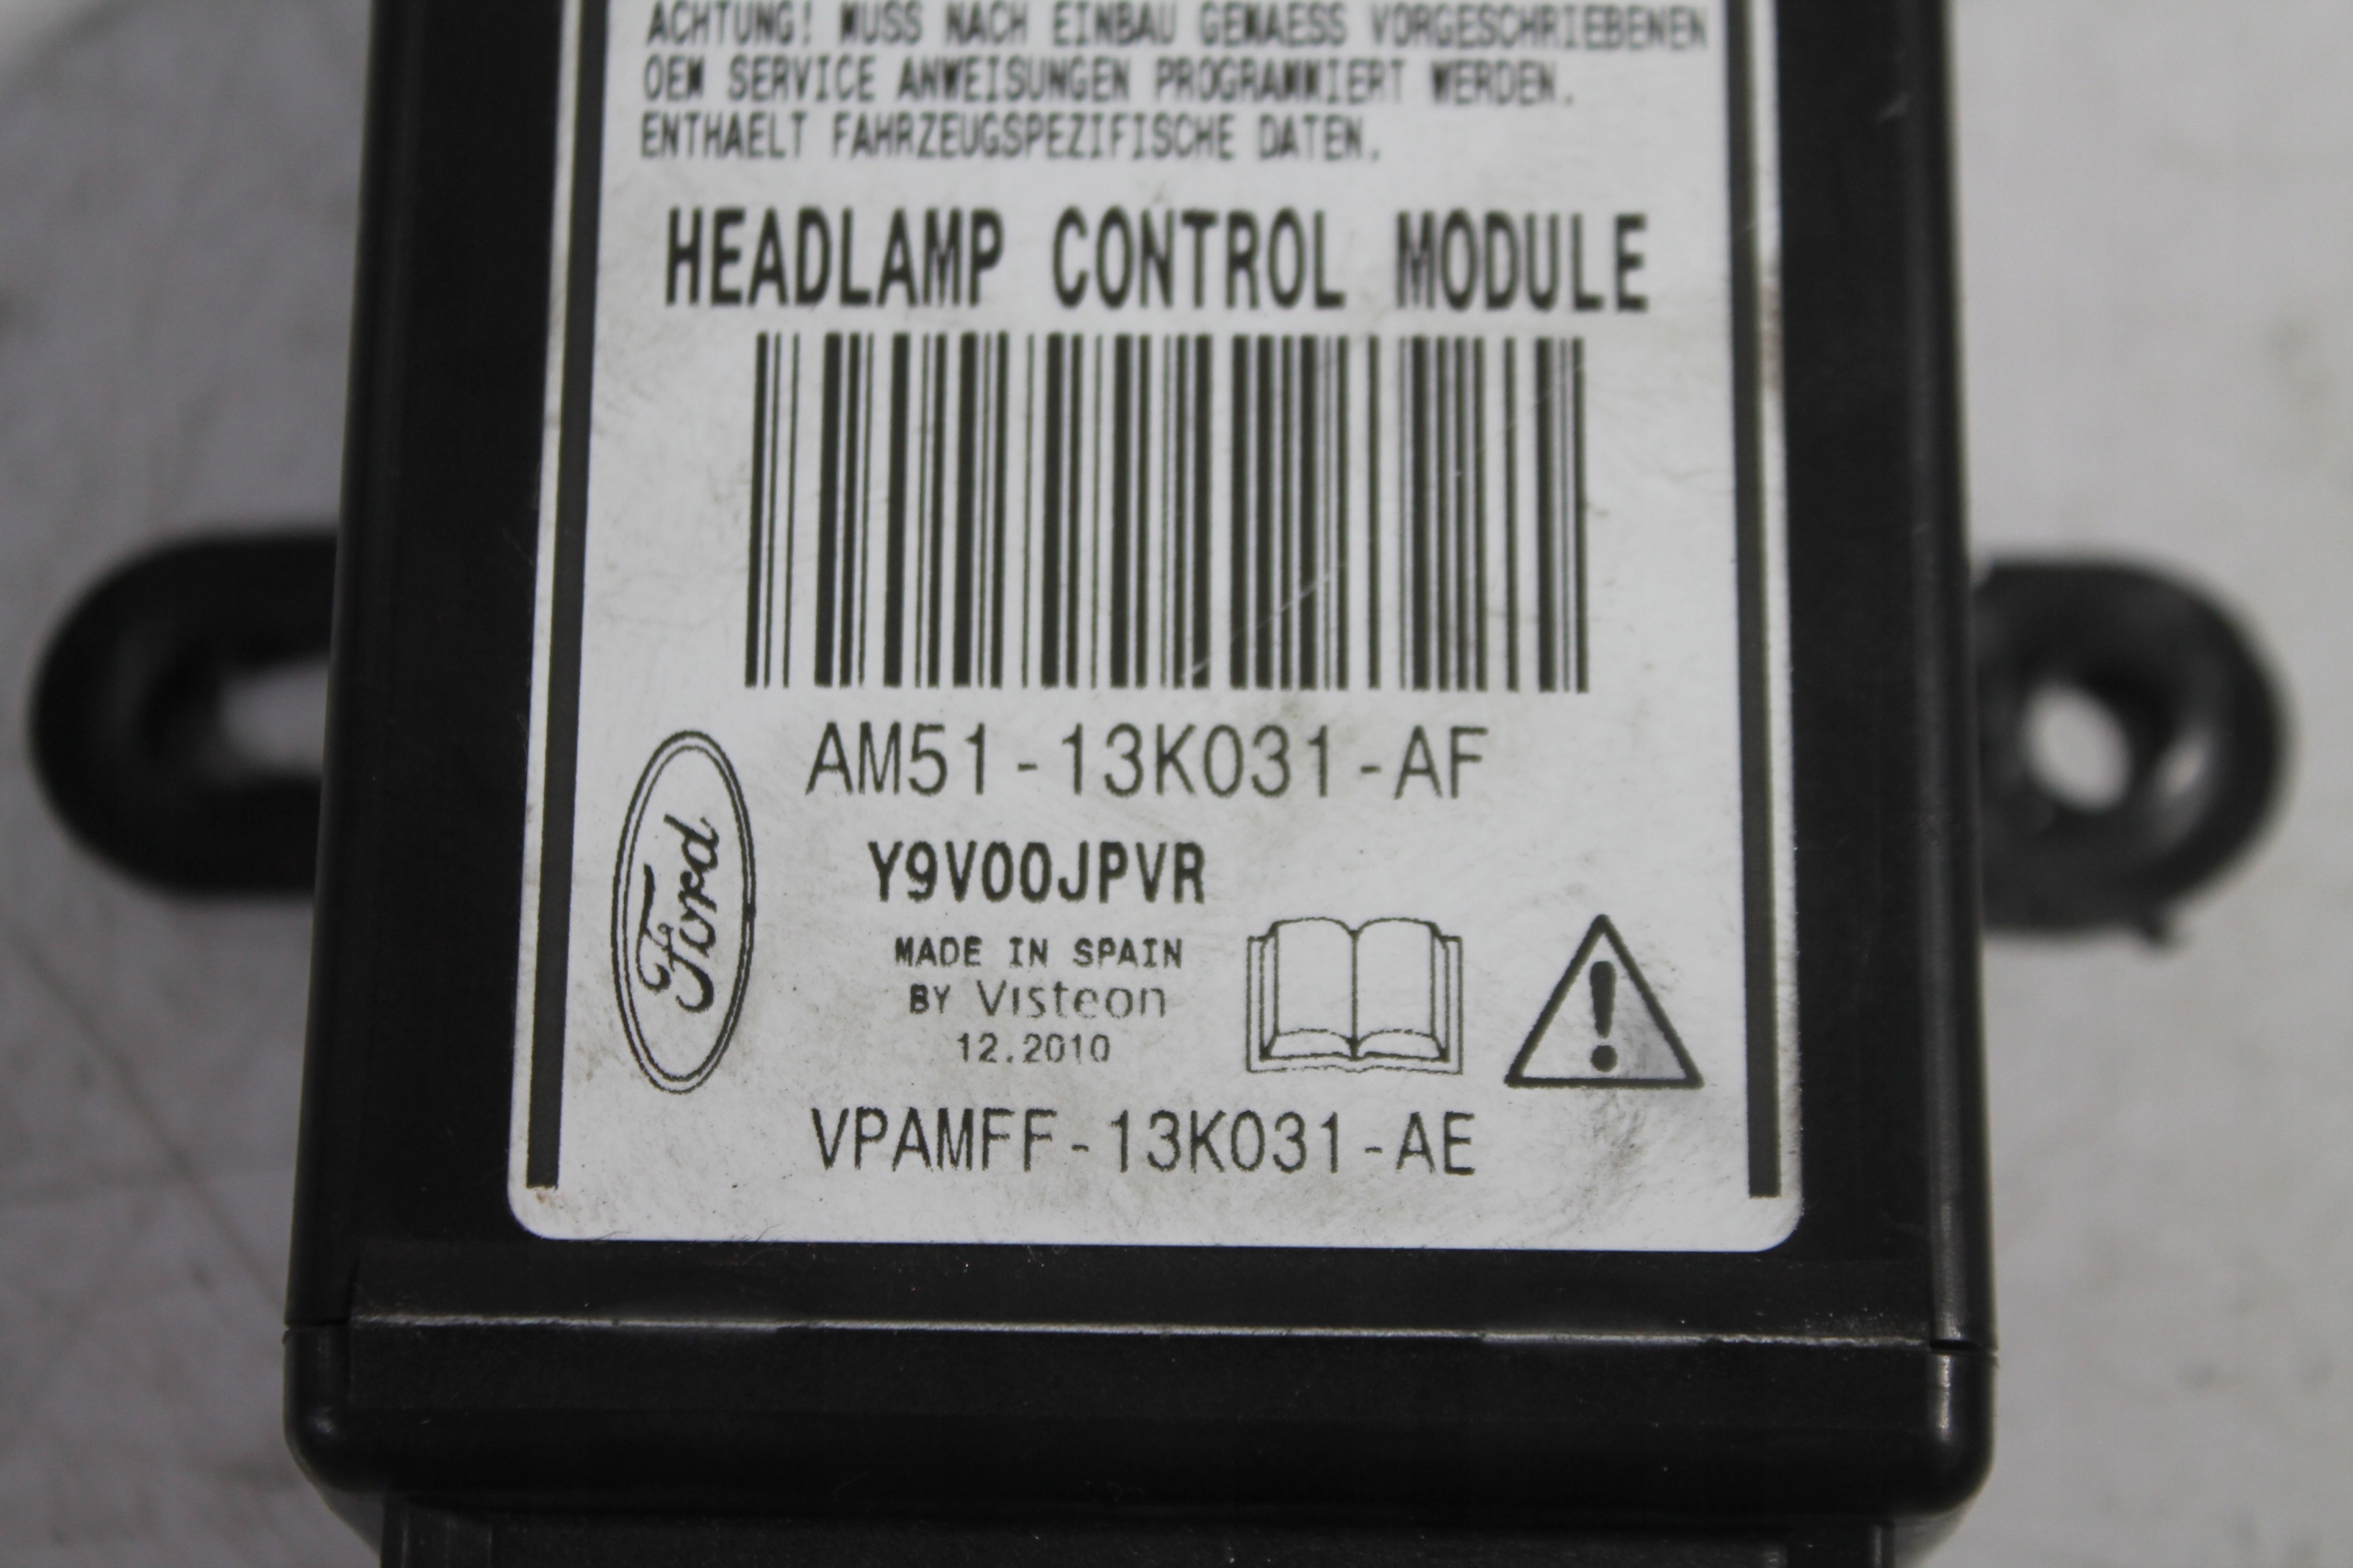 ACHTUNG! MUSS NACH EINBAU GEMAESS VORGESCHRIEBENEN
OEM SERVICE ANWEISUNGEN PROGRAMMIERT WERDEN.
ENTHAELT FAHRZEUGSPEZIFISCHE DATEN.
HEADLAMP CONTROL MODULE
AM51-13K031-AF
Ford
Y9V00JPVR
MADE IN SPAIN
BY Visteon
12.2010
VPAMFF-13K031-AE